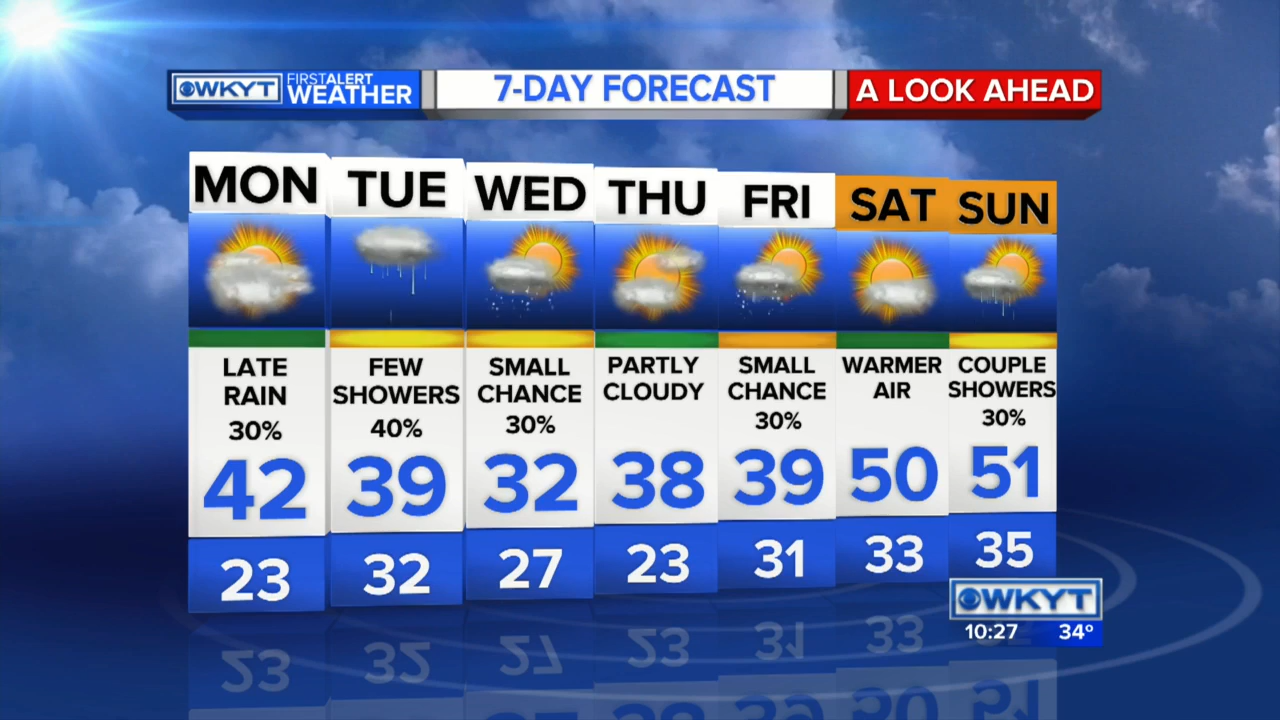 WKYT FIRST ALERT WEATHER
7-DAY FORECAST
A LOOK AHEAD
MON TUE WED THU FRI SAT SUN
LATE RAIN
30%
42
23
FEW SHOWERS
40%
39
32
SMALL CHANCE
30%
32
27
PARTLY CLOUDY
38
23
SMALL CHANCE
30%
39
31
WARMER AIR
50
33
COUPLE SHOWERS
30%
51
35
WKYT
10:27 34°